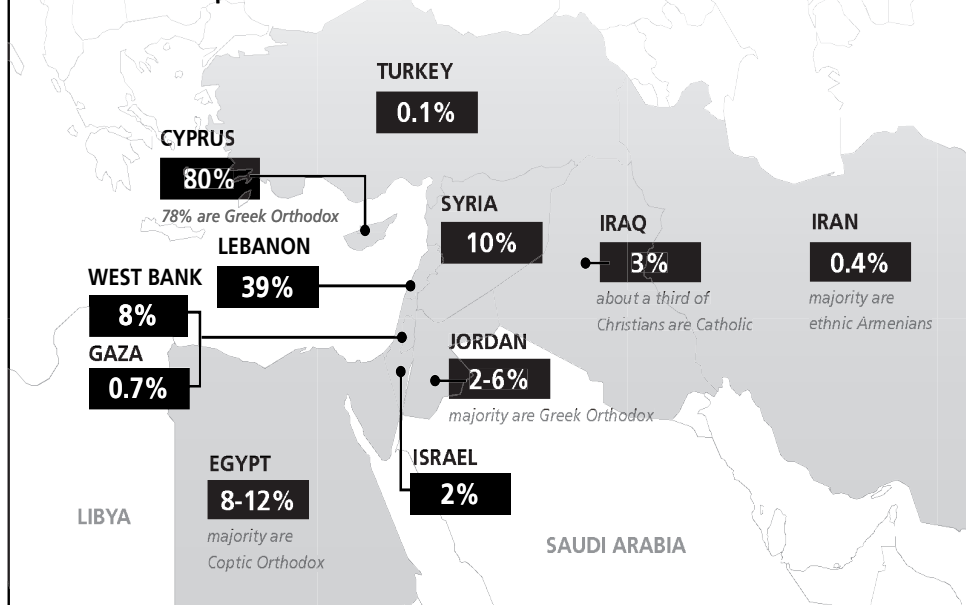 TURKEY
0.1%
CYPRUS
80%
78% are Greek Orthodox
SYRIA
10%
IRAQ
3%
about a third of
Christians are Catholic
IRAN
0.4%
majority are
ethnic Armenians
LEBANON
39%
WEST BANK
8%
GAZA
0.7%
JORDAN
2-6%
majority are Greek Orthodox
ISRAEL
2%
EGYPT
8-12%
majority are
Coptic Orthodox
LIBYA
SAUDI ARABIA